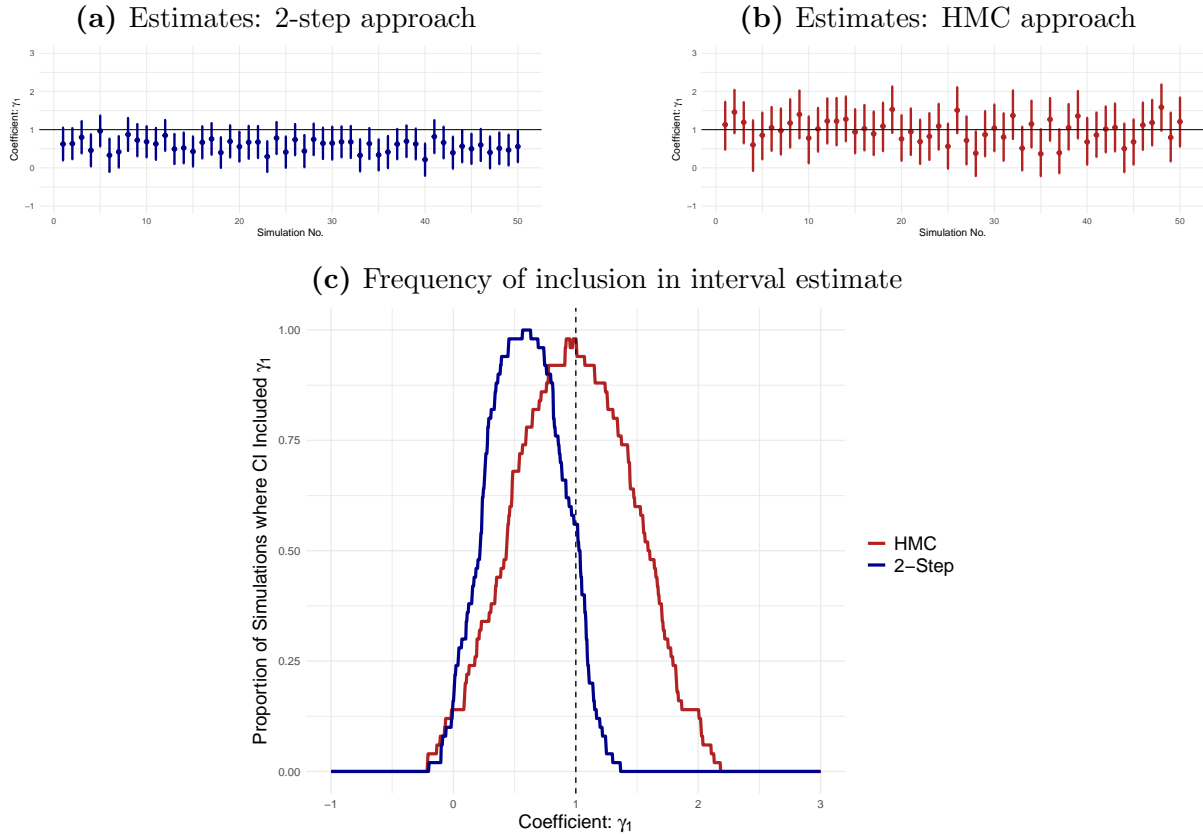 (a) Estimates: 2-step approach
3
2
1
0
−1
Coefficient: γ1
0
10
20
30
40
50
Simulation No.
(b) Estimates: HMC approach
3
2
1
0
−1
Coefficient: γ1
0
10
20
30
40
50
Simulation No.
(c) Frequency of inclusion in interval estimate
1.00
0.75
0.50
0.25
0.00
Proportion of Simulations where CI Included γ1
−1
0
1
2
3
Coefficient: γ1
HMC
2−Step